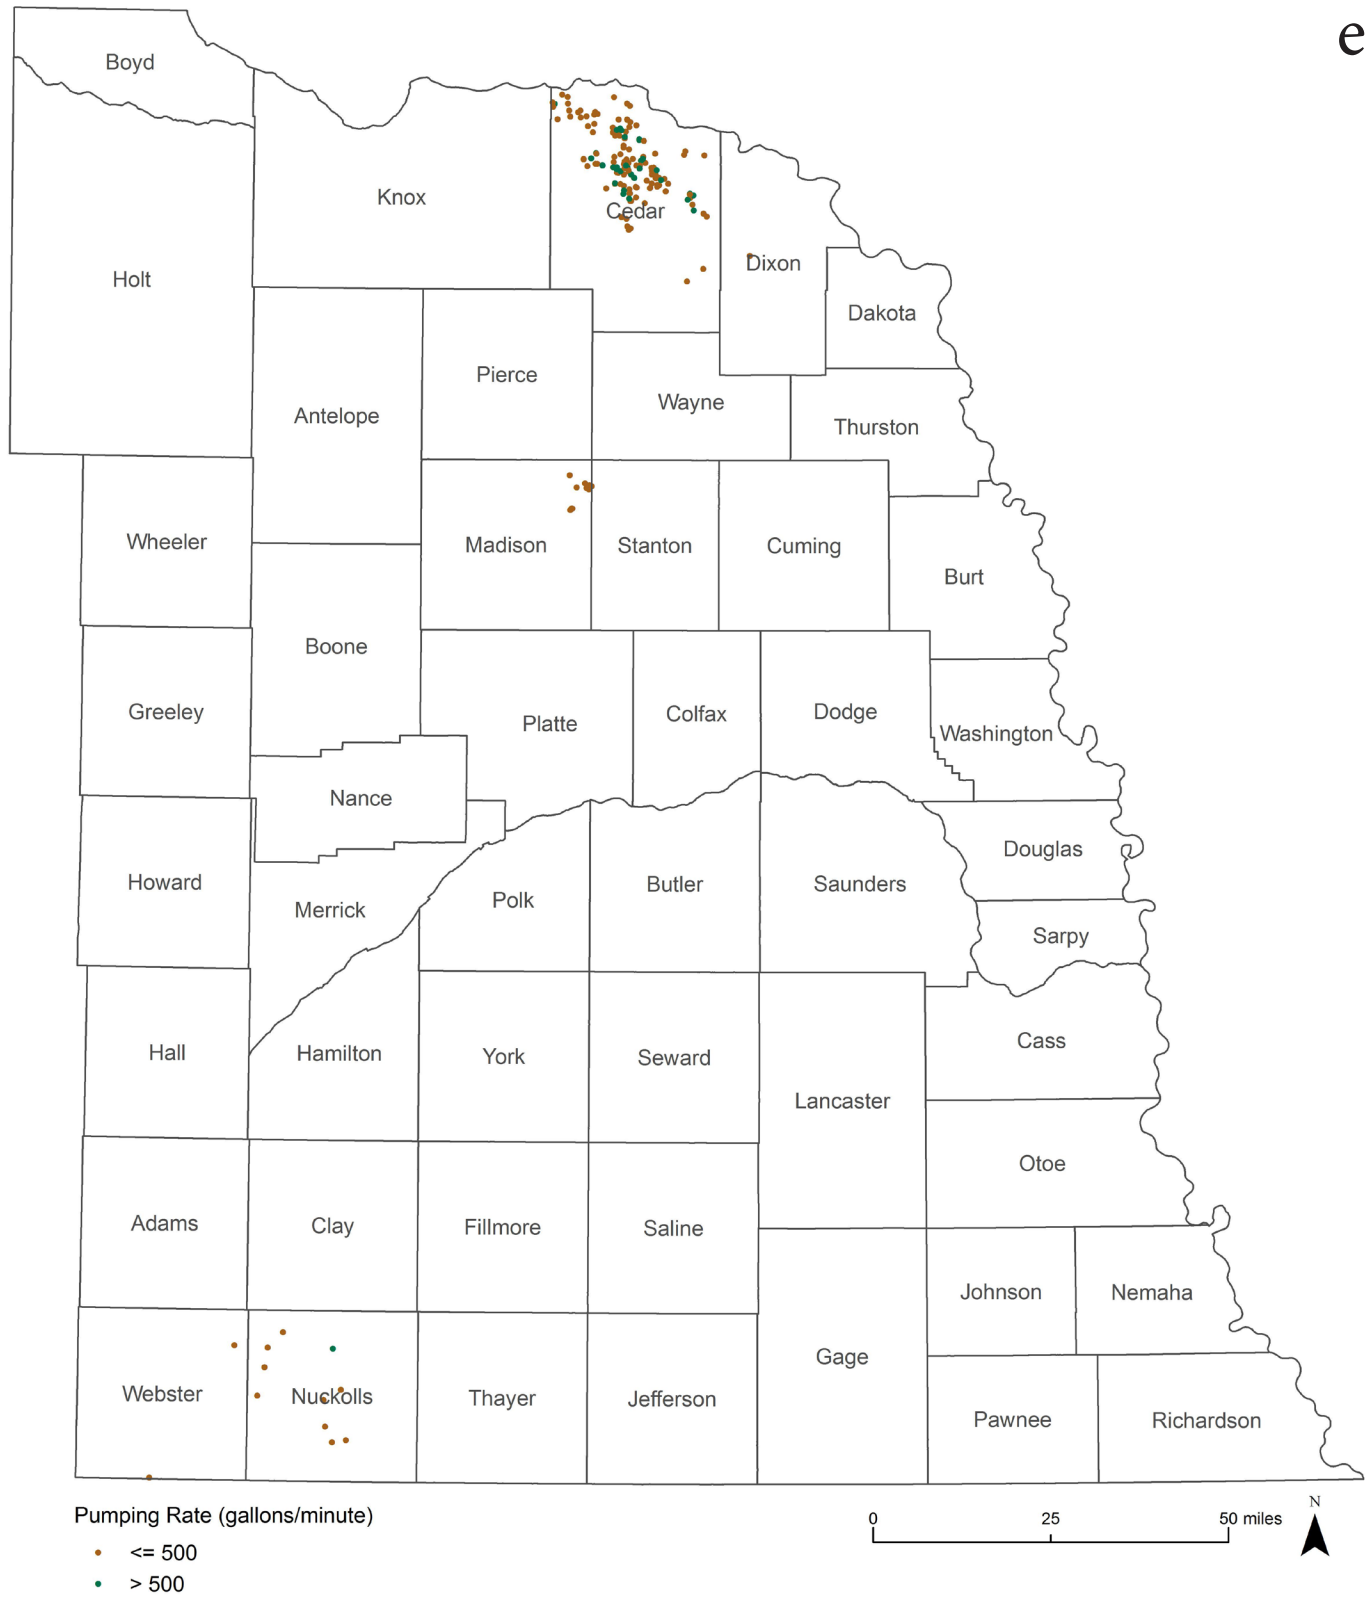 e
Boyd
Knox
Cedar
Holt
Dixon
Dakota
Pierce
Antelope
Wayne
Thurston
Wheeler
Madison
Stanton
Cuming
Burt
Boone
Greeley
Platte
Colfax
Dodge
Washington
Nance
Douglas
Howard
Merrick
Polk
Butler
Saunders
Sarpy
Hall
Hamilton
York
Seward
Cass
Lancaster
Otoe
Adams
Clay
Fillmore
Saline
Johnson
Nemaha
Gage
Webster
Nuckolls
Thayer
Jefferson
Pawnee
Richardson
Pumping Rate (gallons/minute)
<= 500
> 500
0 25 50 miles
N